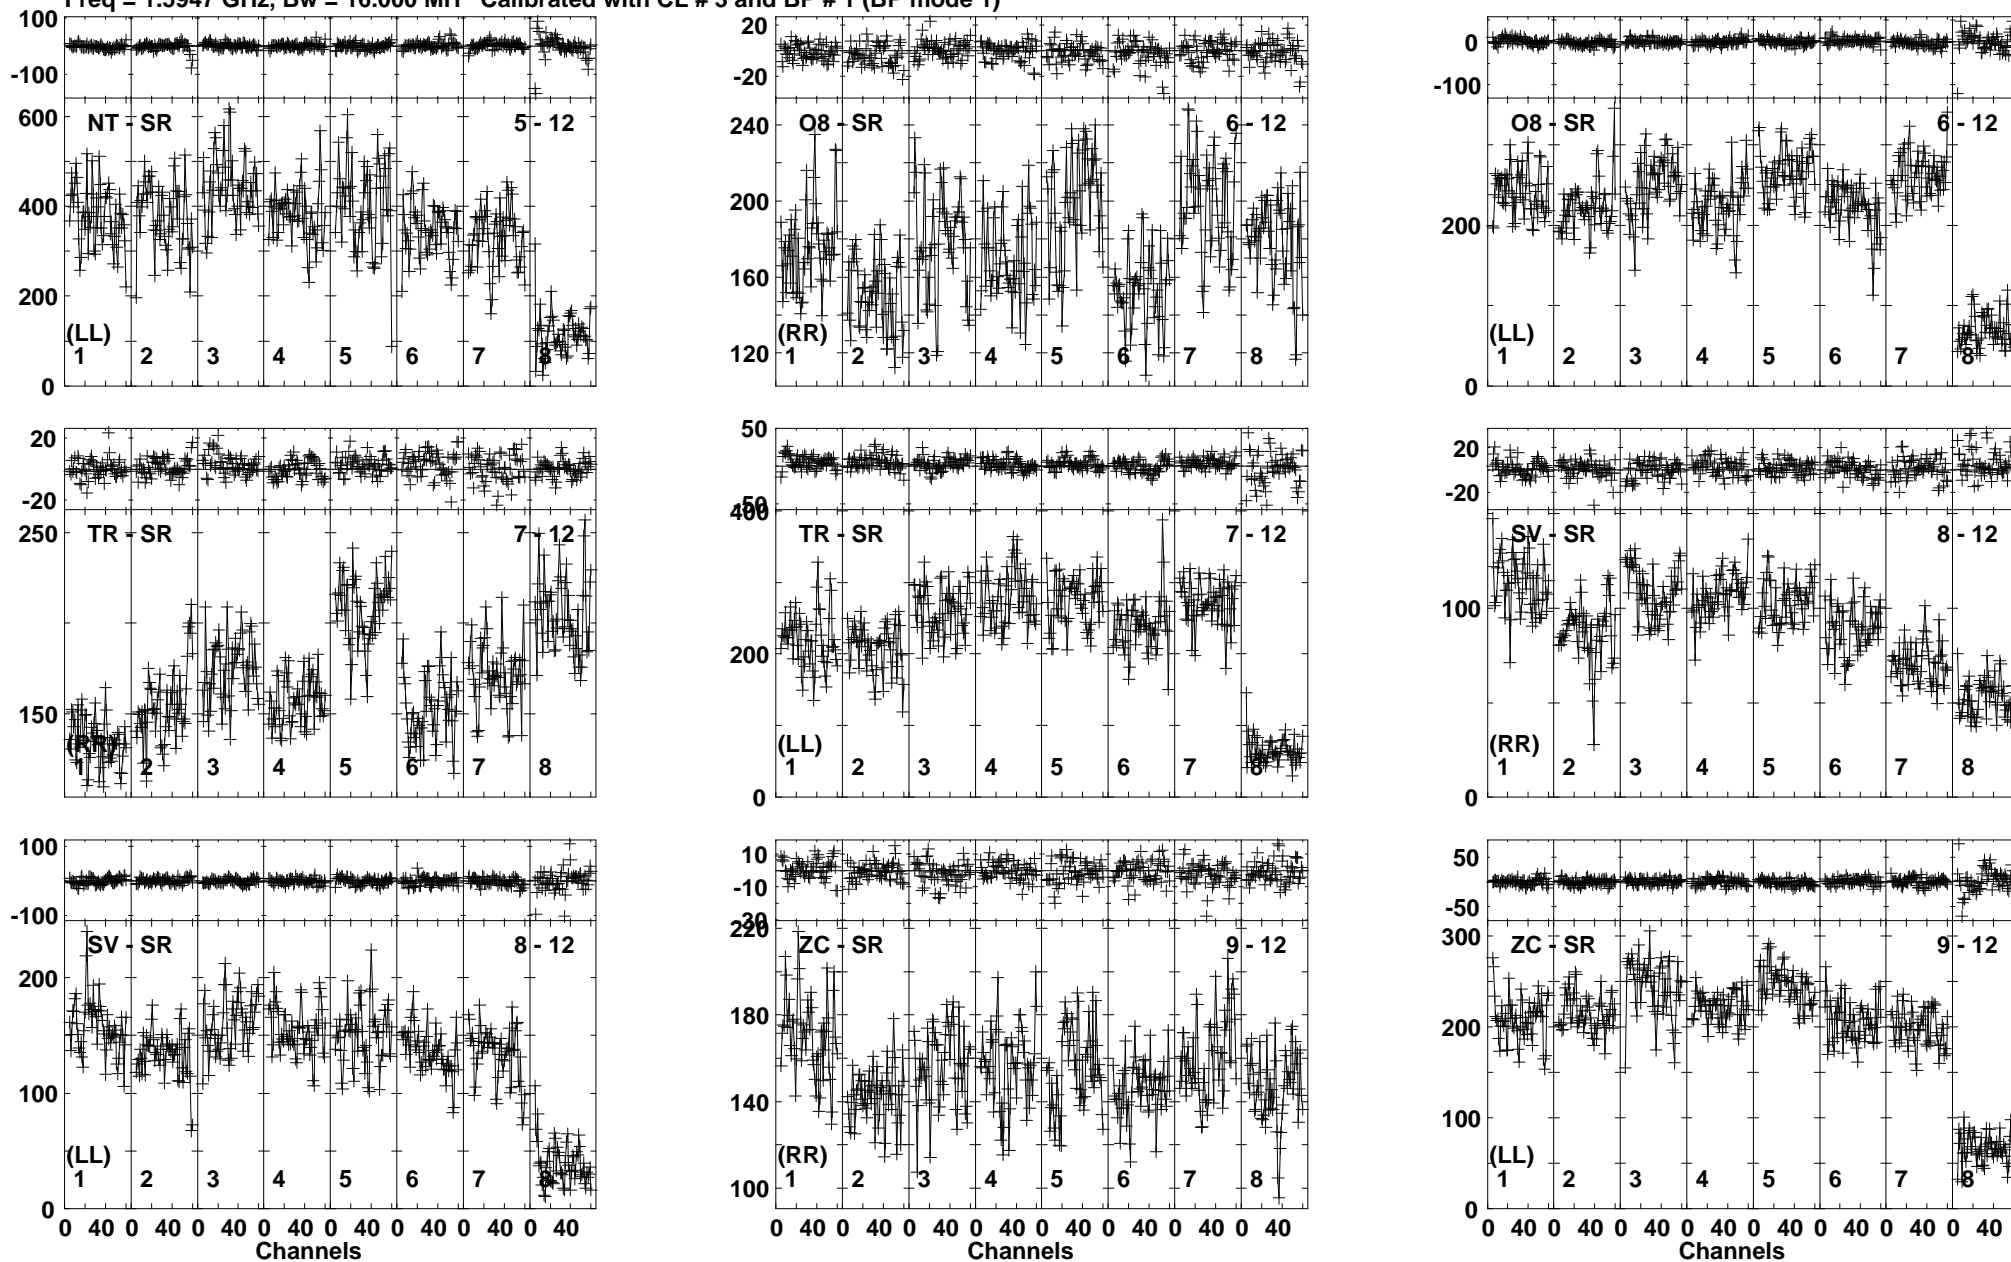 Freq = 1.5947 GHz, Bw = 16.000 MH Calibrated with CL # 3 and BP # 1 (BP mode 1)
100 -100 20 -20 0 -100
600 400 200 0 NT - SR 5 - 12 (LL) 1 2 3 4 5 6 7 8
240 200 160 120 O8 - SR 6 - 12 (RR) 1 2 3 4 5 6 7 8
200 0 O8 - SR 6 - 12 (LL) 1 2 3 4 5 6 7 8
20 -20 50 -50 20 -20
250 150 TR - SR 7 - 12 (RR) 1 2 3 4 5 6 7 8
400 200 0 TR - SR 7 - 12 (LL) 1 2 3 4 5 6 7 8
100 0 SV - SR 8 - 12 (RR) 1 2 3 4 5 6 7 8
100 -100 10 -10 -20 50 -50
200 100 0 SV - SR 8 - 12 (LL) 1 2 3 4 5 6 7 8
220 180 140 100 ZC - SR 9 - 12 (RR) 1 2 3 4 5 6 7 8
300 200 100 0 ZC - SR 9 - 12 (LL) 1 2 3 4 5 6 7 8
0 40 0 40 0 40 0 40 0 40 0 40 0 40 0 40
0 40 0 40 0 40 0 40 0 40 0 40 0 40 0 40
0 40 0 40 0 40 0 40 0 40 0 40 0 40 0 40
Channels Channels Channels